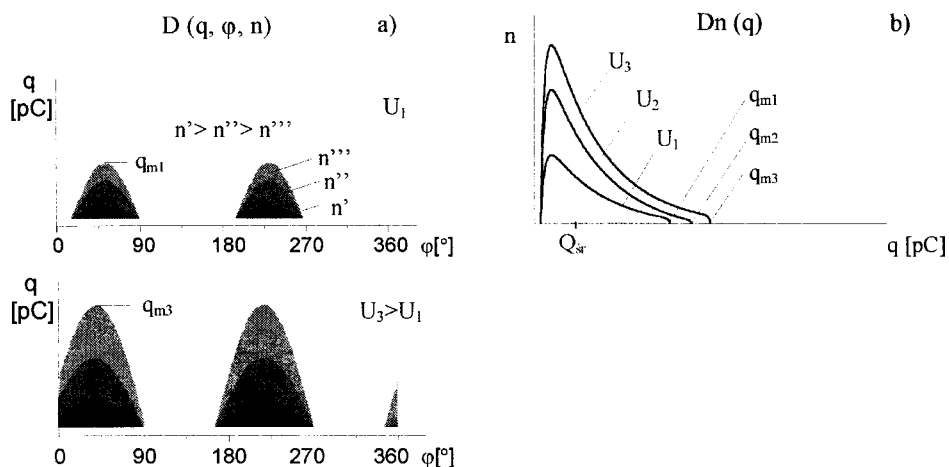 D (q, φ, n)
a)
q
[pC]
U₁
n'> n''> n'''
qm1
n'''
n''
n'
0 90 180 270 360 φ[°]
q
[pC]
qm3
U₃>U₁
0 90 180 270 360 φ[°]
Dn (q)
b)
n
U₃
U₂
U₁
qm1
qm2
qm3
Qśr
q [pC]